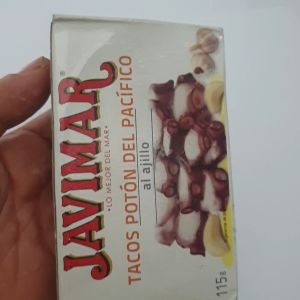 JAVIMAR®
• LO MEJOR DEL MAR •
TACOS POTÓN DEL PACÍFICO
al ajillo
115g